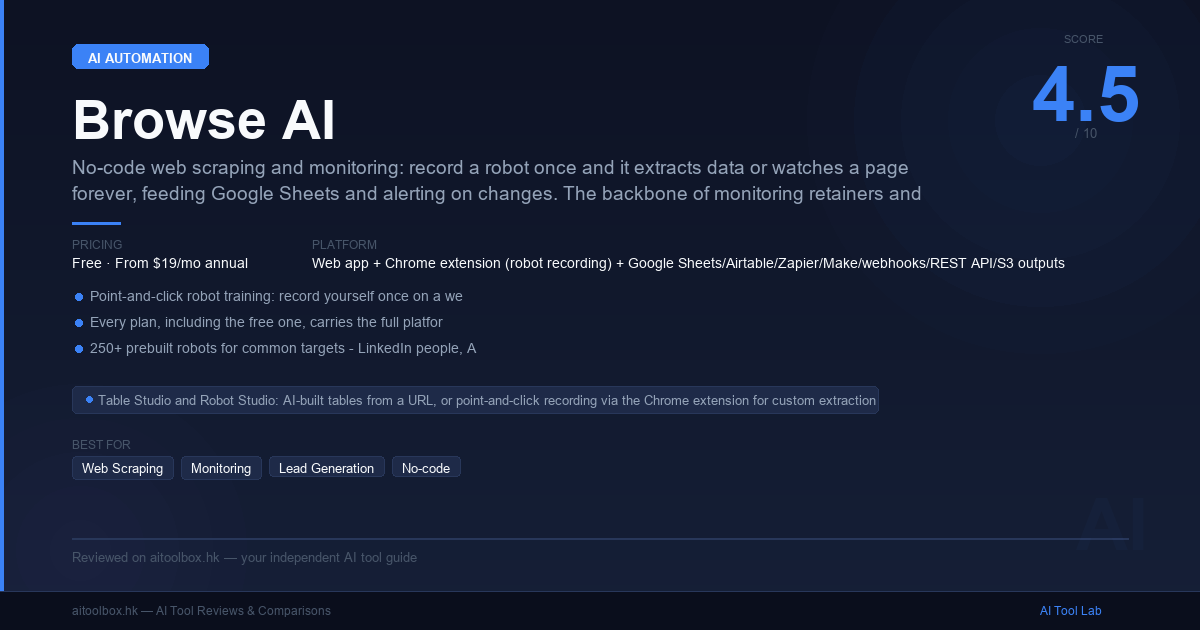 AI AUTOMATION
SCORE
4.5
/ 10
Browse AI
No-code web scraping and monitoring: record a robot once and it extracts data or watches a page
forever, feeding Google Sheets and alerting on changes. The backbone of monitoring retainers and
PRICING
Free · From $19/mo annual
PLATFORM
Web app + Chrome extension (robot recording) + Google Sheets/Airtable/Zapier/Make/webhooks/REST API/S3 outputs
Point-and-click robot training: record yourself once on a we
Every plan, including the free one, carries the full platfor
250+ prebuilt robots for common targets - LinkedIn people, A
Table Studio and Robot Studio: AI-built tables from a URL, or point-and-click recording via the Chrome extension for custom extraction
BEST FOR
Web Scraping
Monitoring
Lead Generation
No-code
AI
Reviewed on aitoolbox.hk — your independent AI tool guide
aitoolbox.hk — AI Tool Reviews & Comparisons
AI Tool Lab